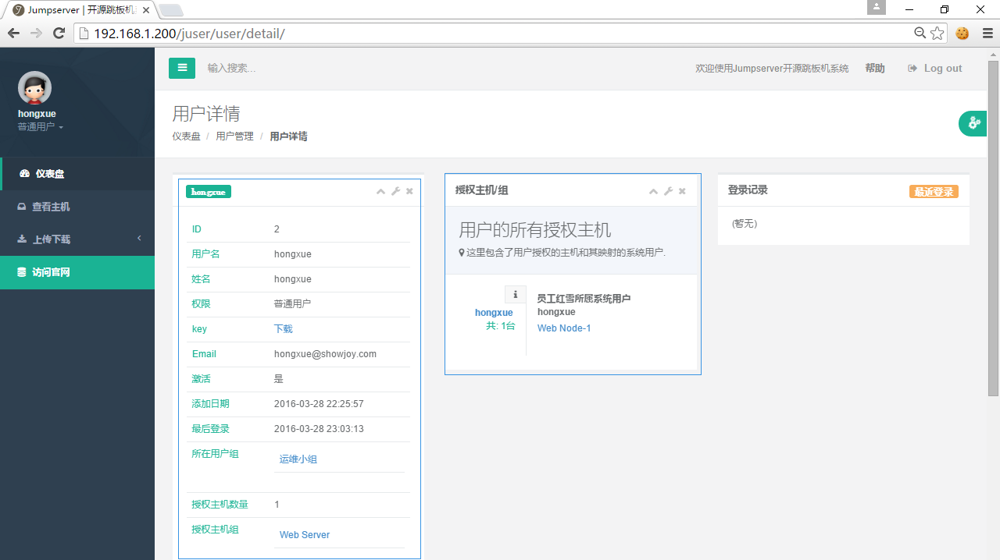 Jumpserver | 开源跳板机
192.168.1.200/juser/user/detail/
hongxue
普通用户
仪表盘
查看主机
上传下载
访问官网
输入搜索...
欢迎使用Jumpserver开源跳板机系统
帮助
Log out
用户详情
仪表盘 / 用户管理 / 用户详情
hongxue
ID 2
用户名 hongxue
姓名 hongxue
权限 普通用户
key 下载
Email hongxue@showjoy.com
激活 是
添加日期 2016-03-28 22:25:57
最后登录 2016-03-28 23:03:13
所在用户组 运维小组
授权主机数量 1
授权主机组 Web Server
授权主机/组
用户的所有授权主机
这里包含了用户授权的主机和其映射的系统用户.
hongxue
共: 1台
员工红雪所属系统用户
hongxue
Web Node-1
登录记录 最近登录
(暂无)